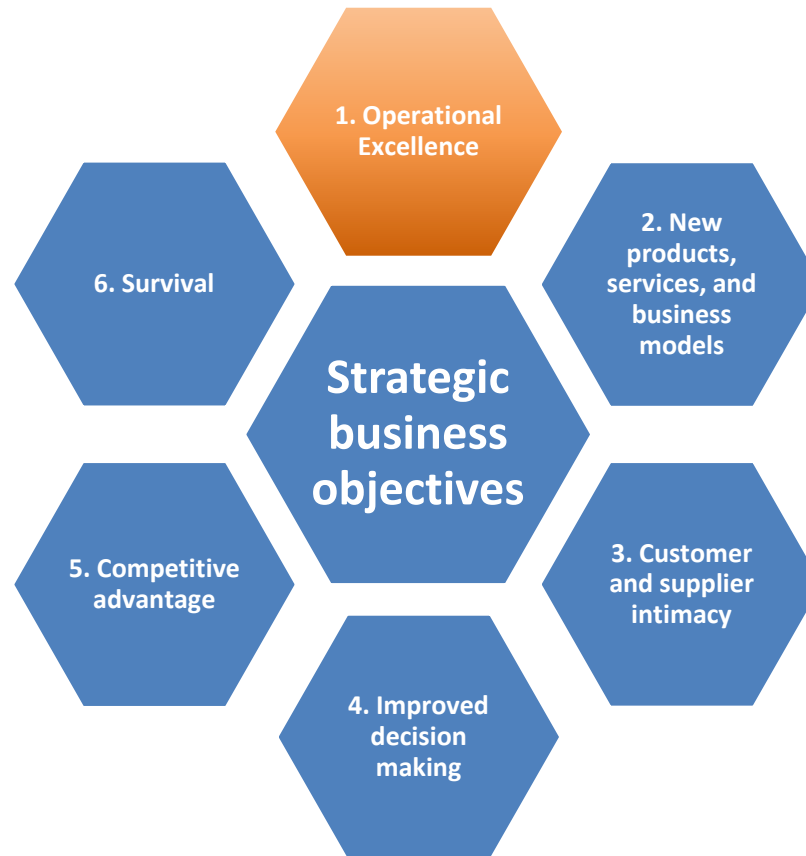 1. Operational
Excellence
2. New
products,
services, and
business
models
6. Survival
Strategic
business
objectives
3. Customer
and supplier
intimacy
5. Competitive
advantage
4. Improved
decision
making